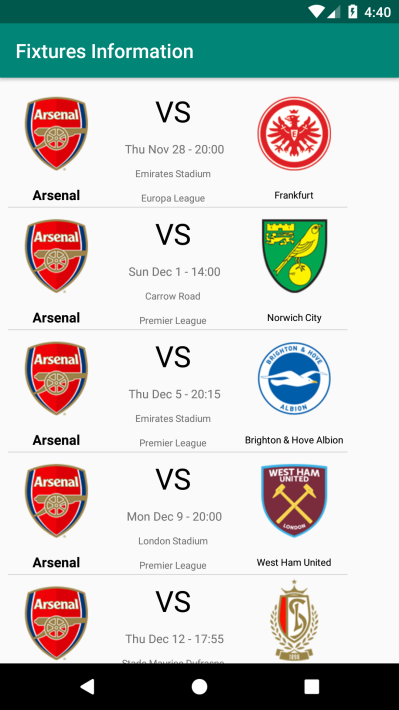 4:40
Fixtures Information
Arsenal
VS
Thu Nov 28 - 20:00
Emirates Stadium
Europa League
Arsenal
Frankfurt
Arsenal
VS
Sun Dec 1 - 14:00
Carrow Road
Premier League
Arsenal
Norwich City
Arsenal
VS
Thu Dec 5 - 20:15
Emirates Stadium
Premier League
Arsenal
BRIGHTON & HOVE
ALBION
Brighton & Hove Albion
Arsenal
VS
Mon Dec 9 - 20:00
London Stadium
Premier League
Arsenal
WEST HAM
UNITED
LONDON
West Ham United
Arsenal
VS
Thu Dec 12 - 17:55
Stade Maurice Dufrasne